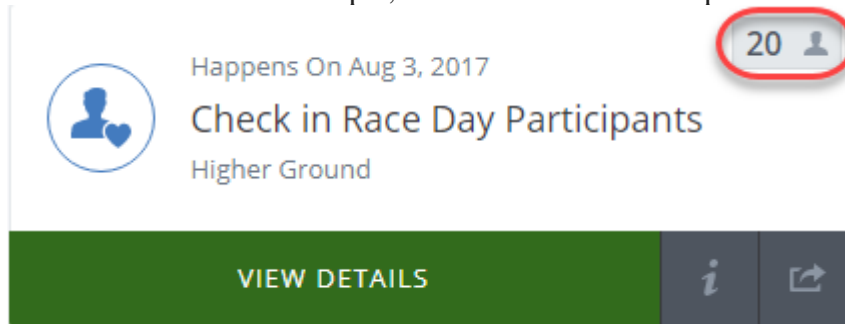 20
Happens On Aug 3, 2017
Check in Race Day Participants
Higher Ground
VIEW DETAILS
i